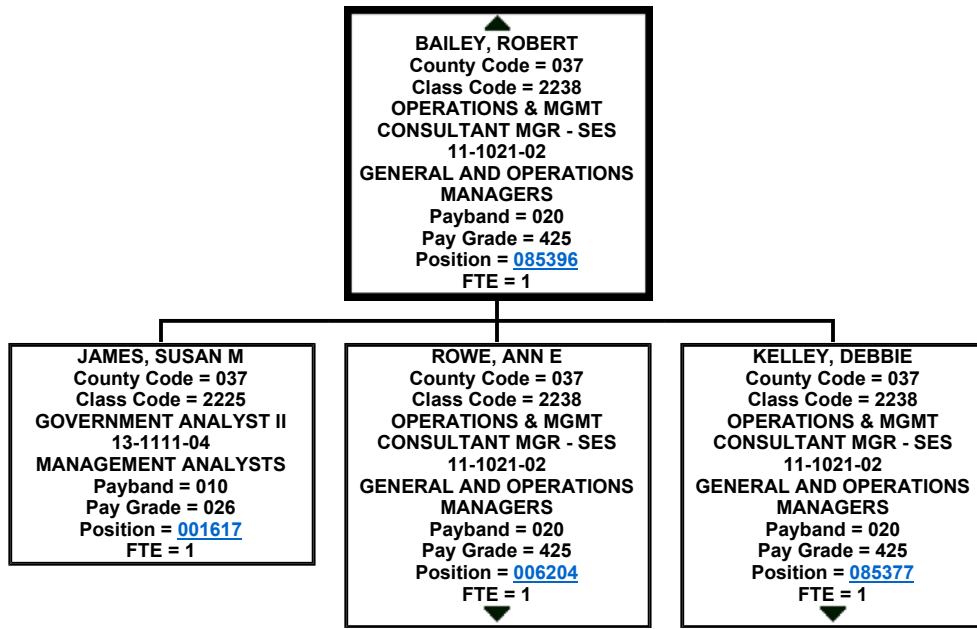 BAILEY, ROBERT
County Code = 037
Class Code = 2238
OPERATIONS & MGMT
CONSULTANT MGR - SES
11-1021-02
GENERAL AND OPERATIONS
MANAGERS
Payband = 020
Pay Grade = 425
Position = 085396
FTE = 1
JAMES, SUSAN M
County Code = 037
Class Code = 2225
GOVERNMENT ANALYST II
13-1111-04
MANAGEMENT ANALYSTS
Payband = 010
Pay Grade = 026
Position = 001617
FTE = 1
ROWE, ANN E
County Code = 037
Class Code = 2238
OPERATIONS & MGMT
CONSULTANT MGR - SES
11-1021-02
GENERAL AND OPERATIONS
MANAGERS
Payband = 020
Pay Grade = 425
Position = 006204
FTE = 1
KELLEY, DEBBIE
County Code = 037
Class Code = 2238
OPERATIONS & MGMT
CONSULTANT MGR - SES
11-1021-02
GENERAL AND OPERATIONS
MANAGERS
Payband = 020
Pay Grade = 425
Position = 085377
FTE = 1